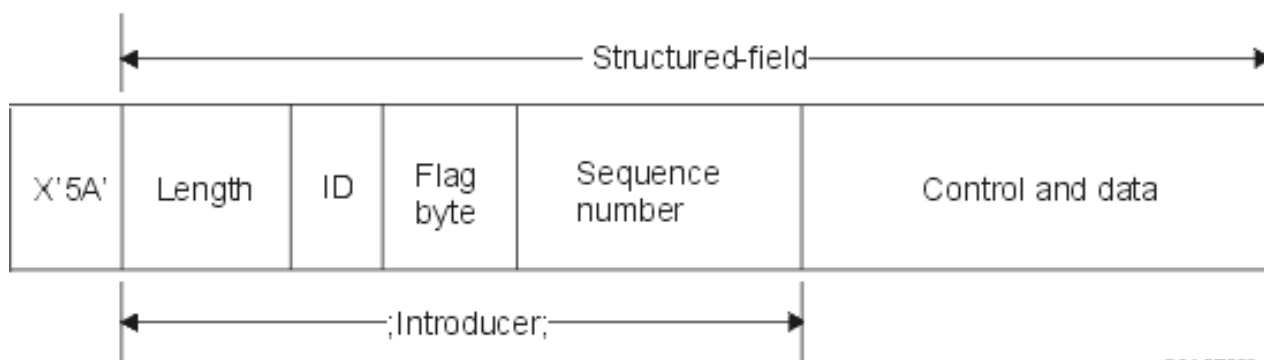 Structured-field
X'5A'
Length
ID
Flag
byte
Sequence
number
Control and data
;Introducer;